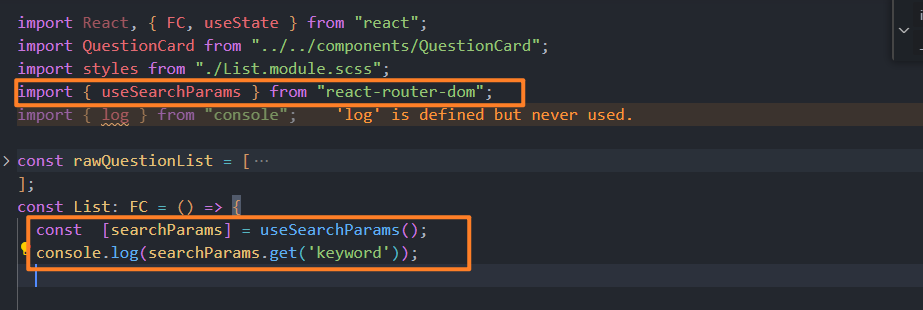 import React, { FC, useState } from "react";
import QuestionCard from "../../components/QuestionCard";
import styles from "./List.module.scss";
import { useSearchParams } from "react-router-dom";
import { log } from "console";    'log' is defined but never used.
const rawQuestionList = [···
];
const List: FC = () => {
const  [searchParams] = useSearchParams();
console.log(searchParams.get('keyword'));